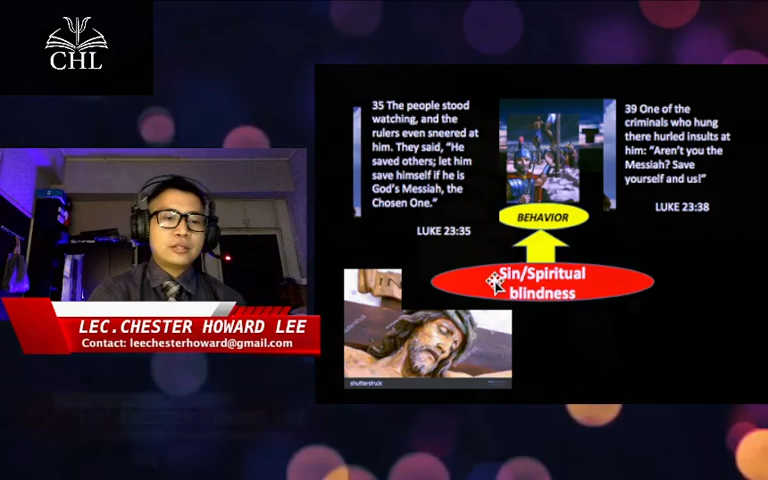 CHL
35 The people stood
watching, and the
rulers even sneered at
him. They said, “He
saved others; let him
save himself if he is
God’s Messiah, the
Chosen One.”
LUKE 23:35
39 One of the
criminals who hung
there hurled insults at
him: “Aren’t you the
Messiah? Save
yourself and us!”
LUKE 23:38
BEHAVIOR
Sin/Spiritual
blindness
LEC.CHESTER HOWARD LEE
Contact: leechesterhoward@gmail.com
shutterstock